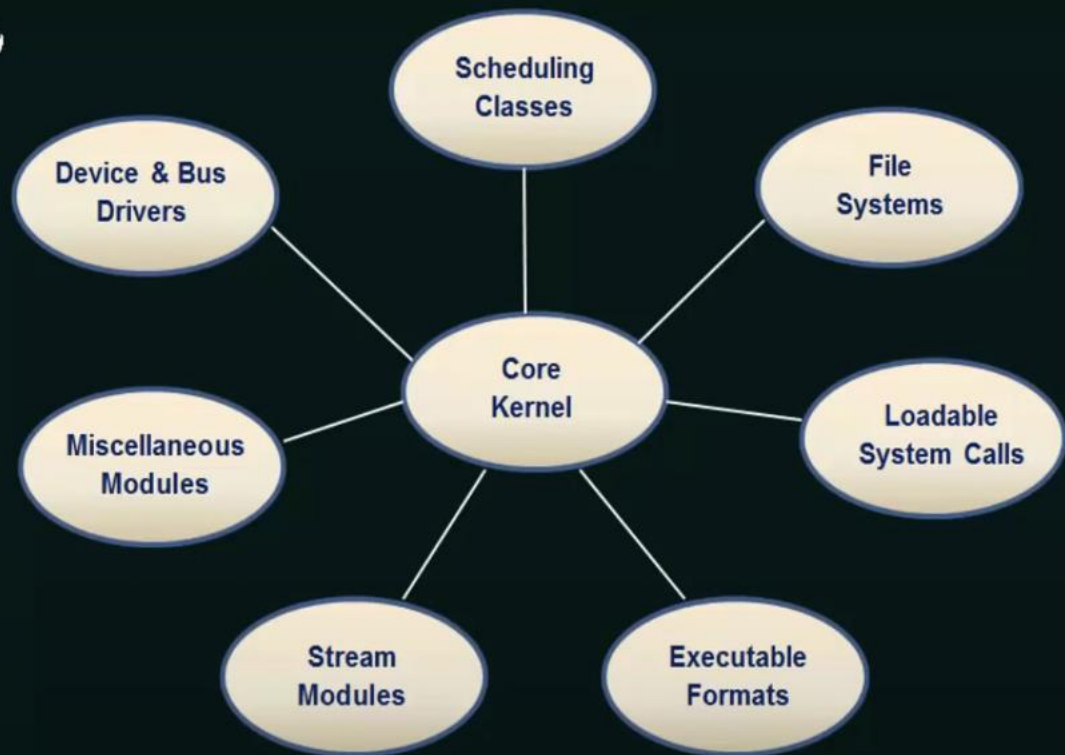 Scheduling
Classes
Device & Bus
Drivers
File
Systems
Core
Kernel
Miscellaneous
Modules
Loadable
System Calls
Stream
Modules
Executable
Formats